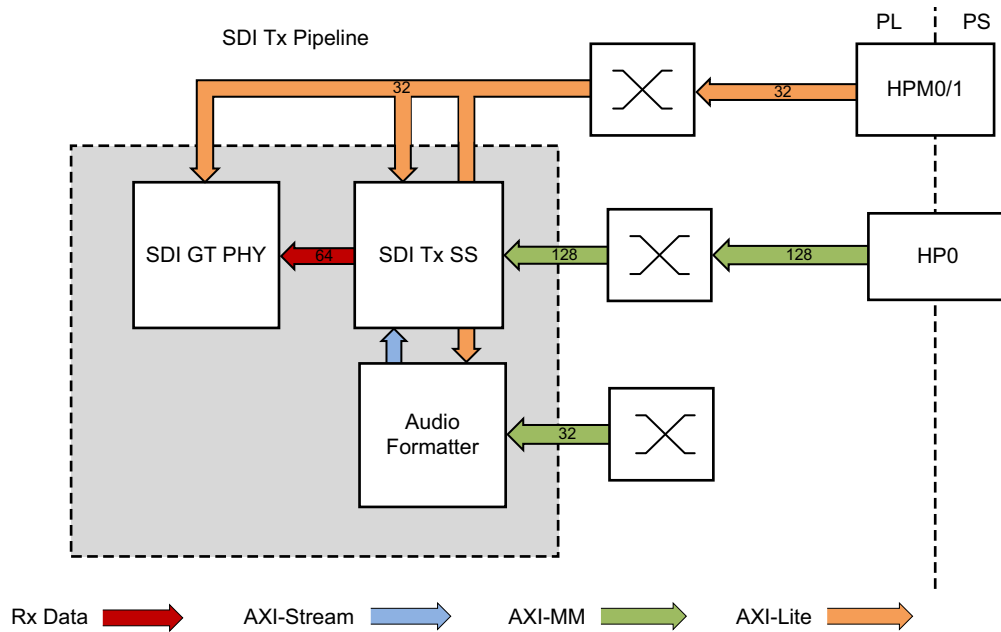 PL
PS
SDI Tx Pipeline
32
32
HPM0/1
SDI GT PHY
64
SDI Tx SS
128
128
HP0
Audio
Formatter
32
Rx Data
AXI-Stream
AXI-MM
AXI-Lite